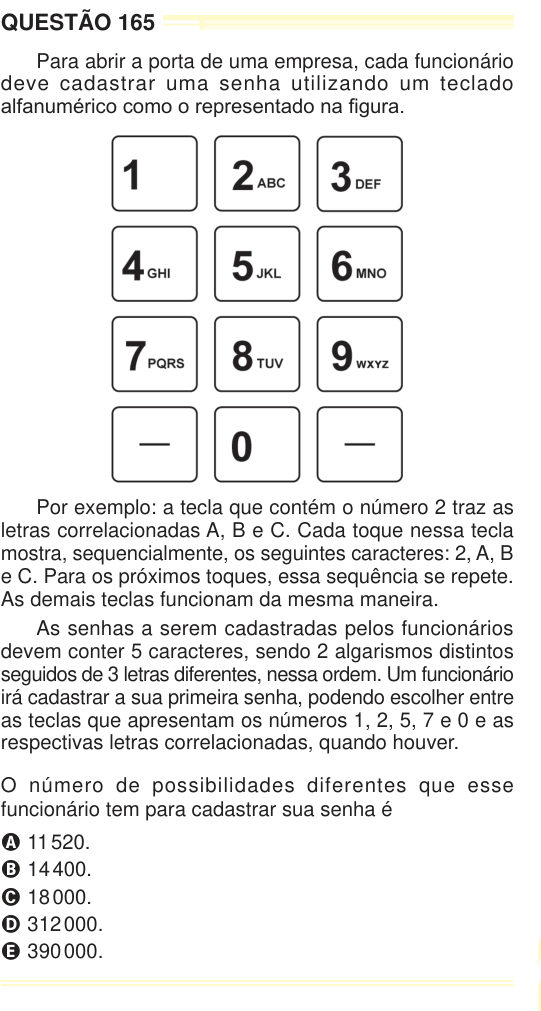 QUESTÃO 165
Para abrir a porta de uma empresa, cada funcionário
deve cadastrar uma senha utilizando um teclado
alfanumérico como o representado na figura.
1 2 ABC 3 DEF
4 GHI 5 JKL 6 MNO
7 PQRS 8 TUV 9 WXYZ
— 0 —
Por exemplo: a tecla que contém o número 2 traz as
letras correlacionadas A, B e C. Cada toque nessa tecla
mostra, sequencialmente, os seguintes caracteres: 2, A, B
e C. Para os próximos toques, essa sequência se repete.
As demais teclas funcionam da mesma maneira.
As senhas a serem cadastradas pelos funcionários
devem conter 5 caracteres, sendo 2 algarismos distintos
seguidos de 3 letras diferentes, nessa ordem. Um funcionário
irá cadastrar a sua primeira senha, podendo escolher entre
as teclas que apresentam os números 1, 2, 5, 7 e 0 e as
respectivas letras correlacionadas, quando houver.
O número de possibilidades diferentes que esse
funcionário tem para cadastrar sua senha é
A 11 520.
B 14 400.
C 18 000.
D 312 000.
E 390 000.